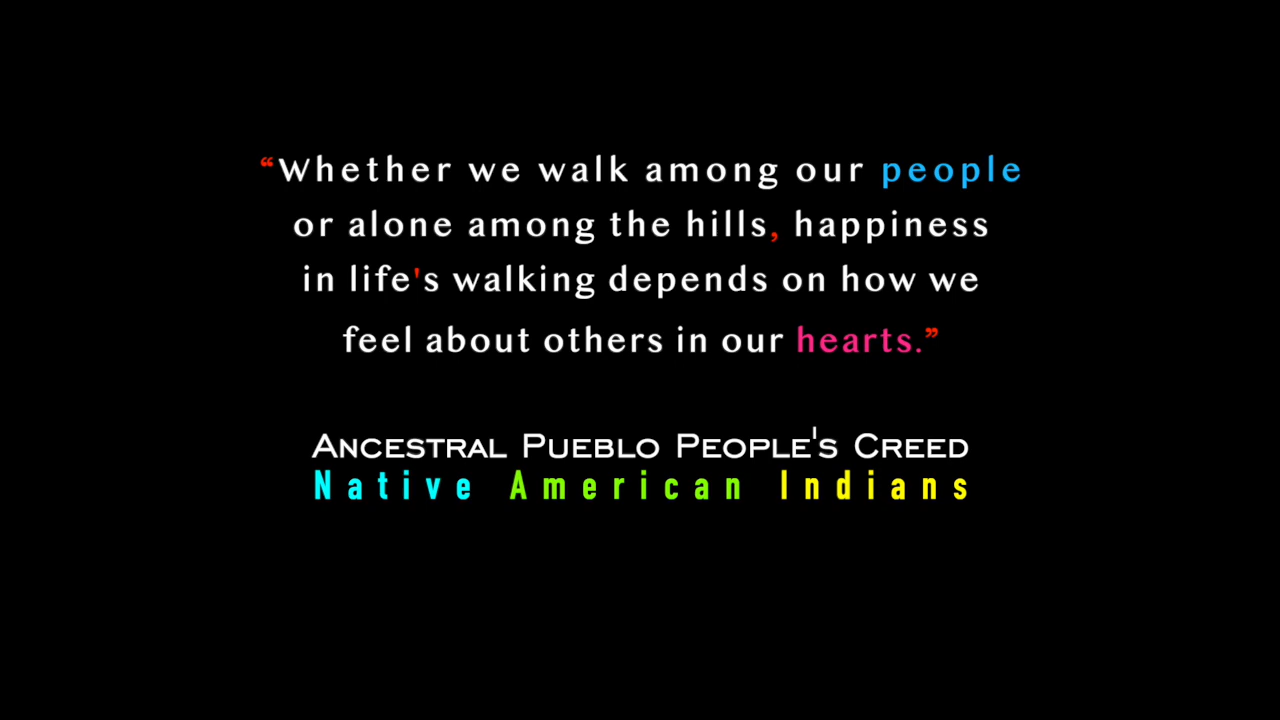 “Whether we walk among our people
or alone among the hills, happiness
in life's walking depends on how we
feel about others in our hearts.”
Ancestral Pueblo People's Creed
Native American Indians